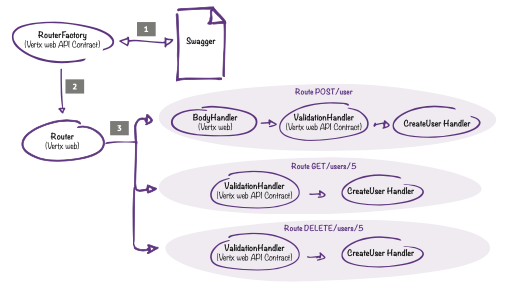 RouterFactory
(Vertx web API Contract)
1
Swagger
2
Router
(Vertx web)
3
Route POST/user
BodyHandler
(Vertx web)
ValidationHandler
(Vertx web API Contract)
CreateUser Handler
Route GET/users/5
ValidationHandler
(Vertx web API Contract)
CreateUser Handler
Route DELETE/users/5
ValidationHandler
(Vertx web API Contract)
CreateUser Handler